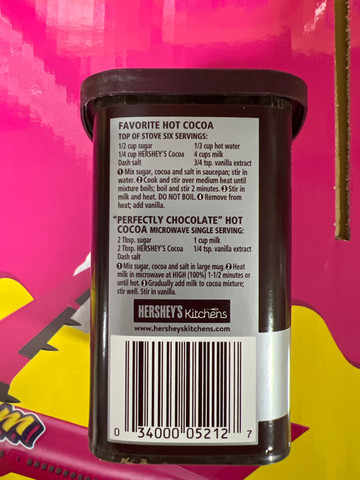 FAVORITE HOT COCOA
TOP OF STOVE SIX SERVINGS:
1/2 cup sugar 1/3 cup hot water
1/4 cup HERSHEY'S Cocoa 4 cups milk
Dash salt 3/4 tsp. vanilla extract
❶ Mix sugar, cocoa and salt in saucepan; stir in
water. ❷ Cook and stir over medium heat until
mixture boils; boil and stir 2 minutes. ❸ Stir in
milk and heat. DO NOT BOIL. ❹ Remove from
heat; add vanilla.
"PERFECTLY CHOCOLATE" HOT
COCOA MICROWAVE SINGLE SERVING:
2 Tbsp. sugar 1 cup milk
2 Tbsp. HERSHEY'S Cocoa 1/4 tsp. vanilla extract
Dash salt
❶ Mix sugar, cocoa and salt in large mug. ❷ Heat
milk in microwave at HIGH (100%) 1-1/2 minutes or
until hot. ❸ Gradually add milk to cocoa mixture;
stir well. Stir in vanilla.
HERSHEY'S Kitchens
www.hersheyskitchens.com
0 34000 05212 7